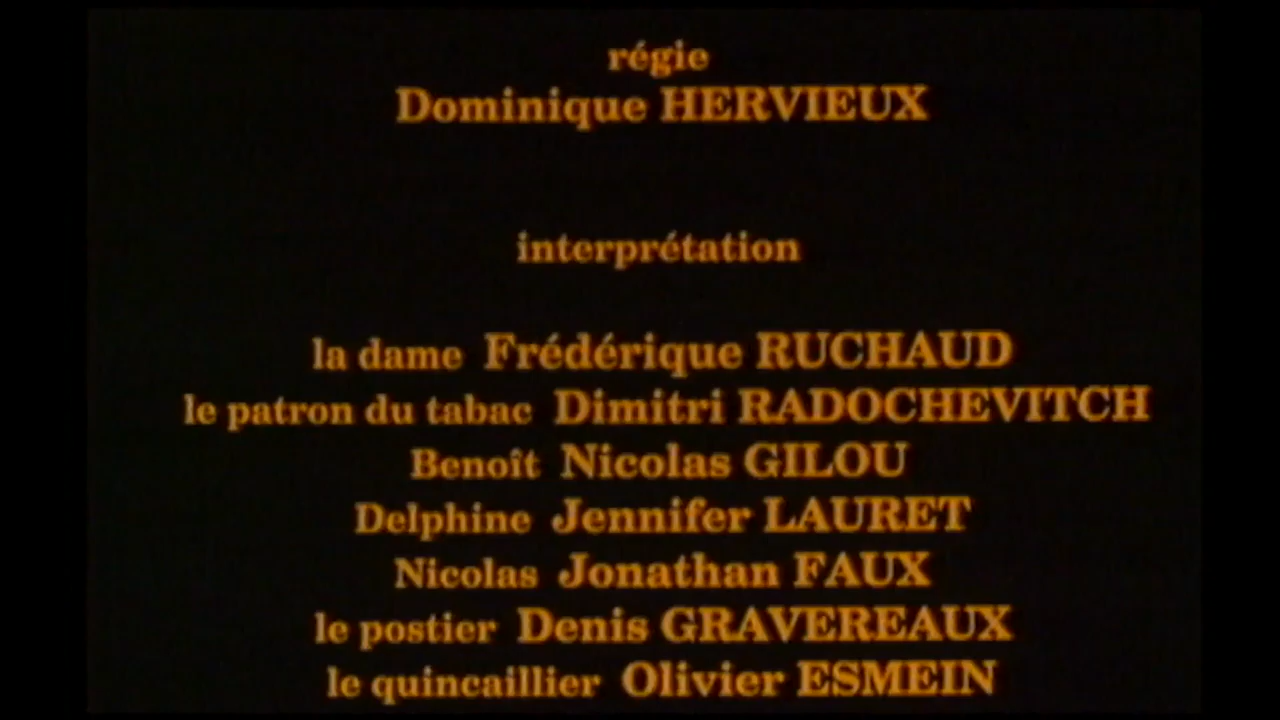 régie
Dominique HERVIEUX
interprétation
la dame Frédérique RUCHAUD
le patron du tabac Dimitri RADOCHEVITCH
Benoît Nicolas GILOU
Delphine Jennifer LAURET
Nicolas Jonathan FAUX
le postier Denis GRAVEREAUX
le quincaillier Olivier ESMEIN